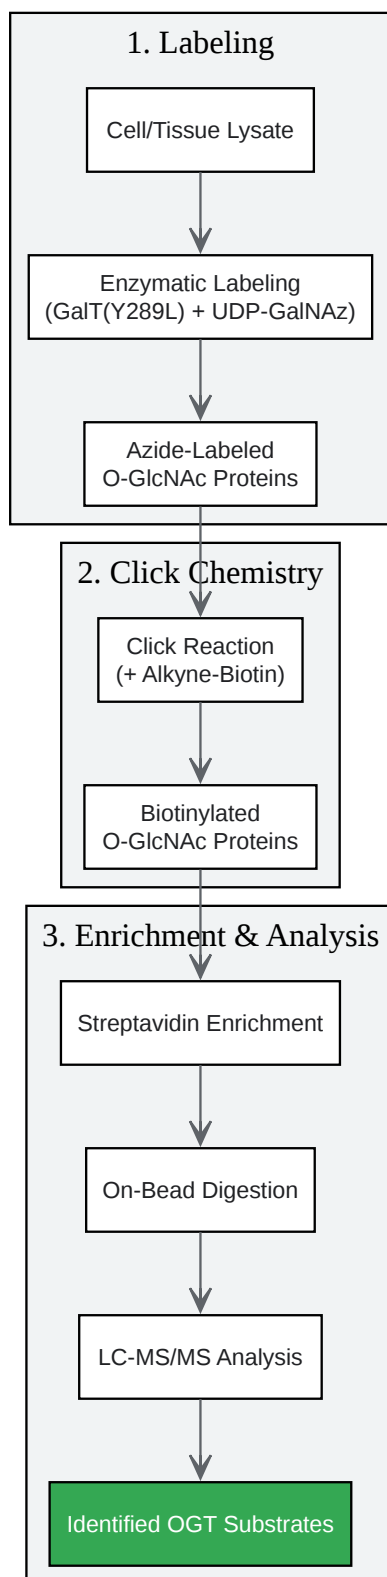 1. Labeling
Cell/Tissue Lysate
Enzymatic Labeling
(GalT(Y289L) + UDP-GalNAz)
Azide-Labeled
O-GlcNAc Proteins
2. Click Chemistry
Click Reaction
(+ Alkyne-Biotin)
Biotinylated
O-GlcNAc Proteins
3. Enrichment & Analysis
Streptavidin Enrichment
On-Bead Digestion
LC-MS/MS Analysis
Identified OGT Substrates